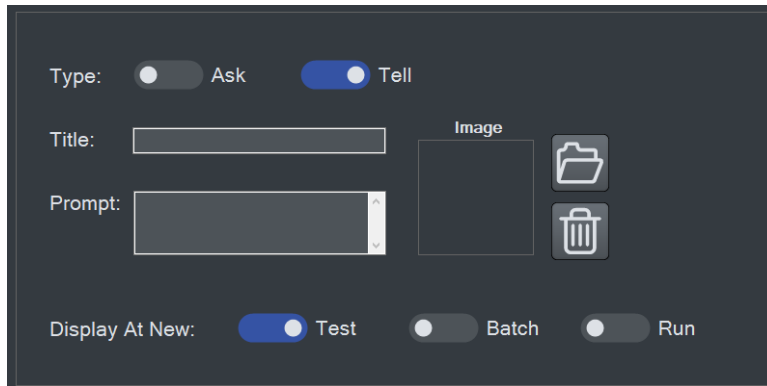 Type: Ask Tell
Title:
Image
Prompt:
Display At New: Test Batch Run